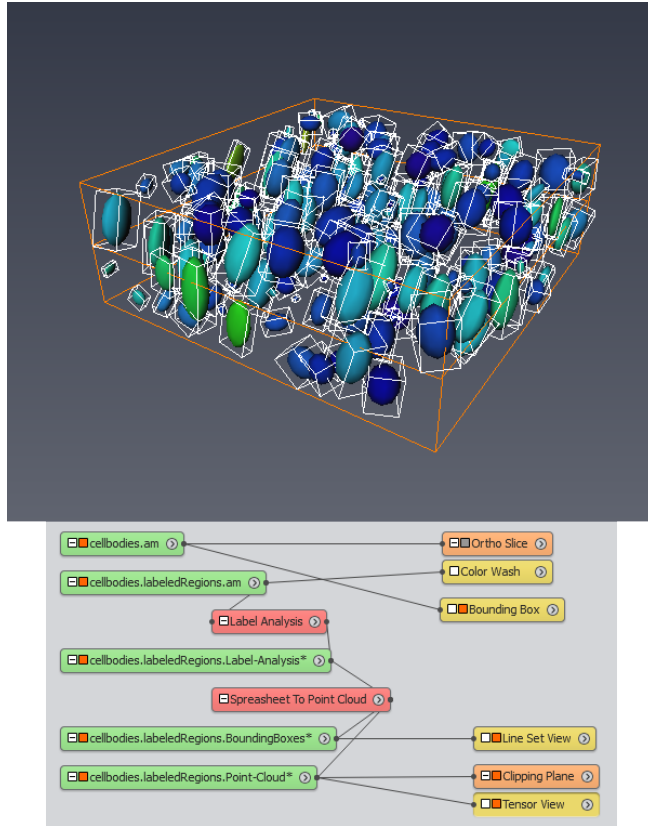 cellbodies.am
Ortho Slice
cellbodies.labeledRegions.am
Color Wash
Bounding Box
Label Analysis
cellbodies.labeledRegions.Label-Analysis*
Spreasheet To Point Cloud
cellbodies.labeledRegions.BoundingBoxes*
Line Set View
cellbodies.labeledRegions.Point-Cloud*
Clipping Plane
Tensor View